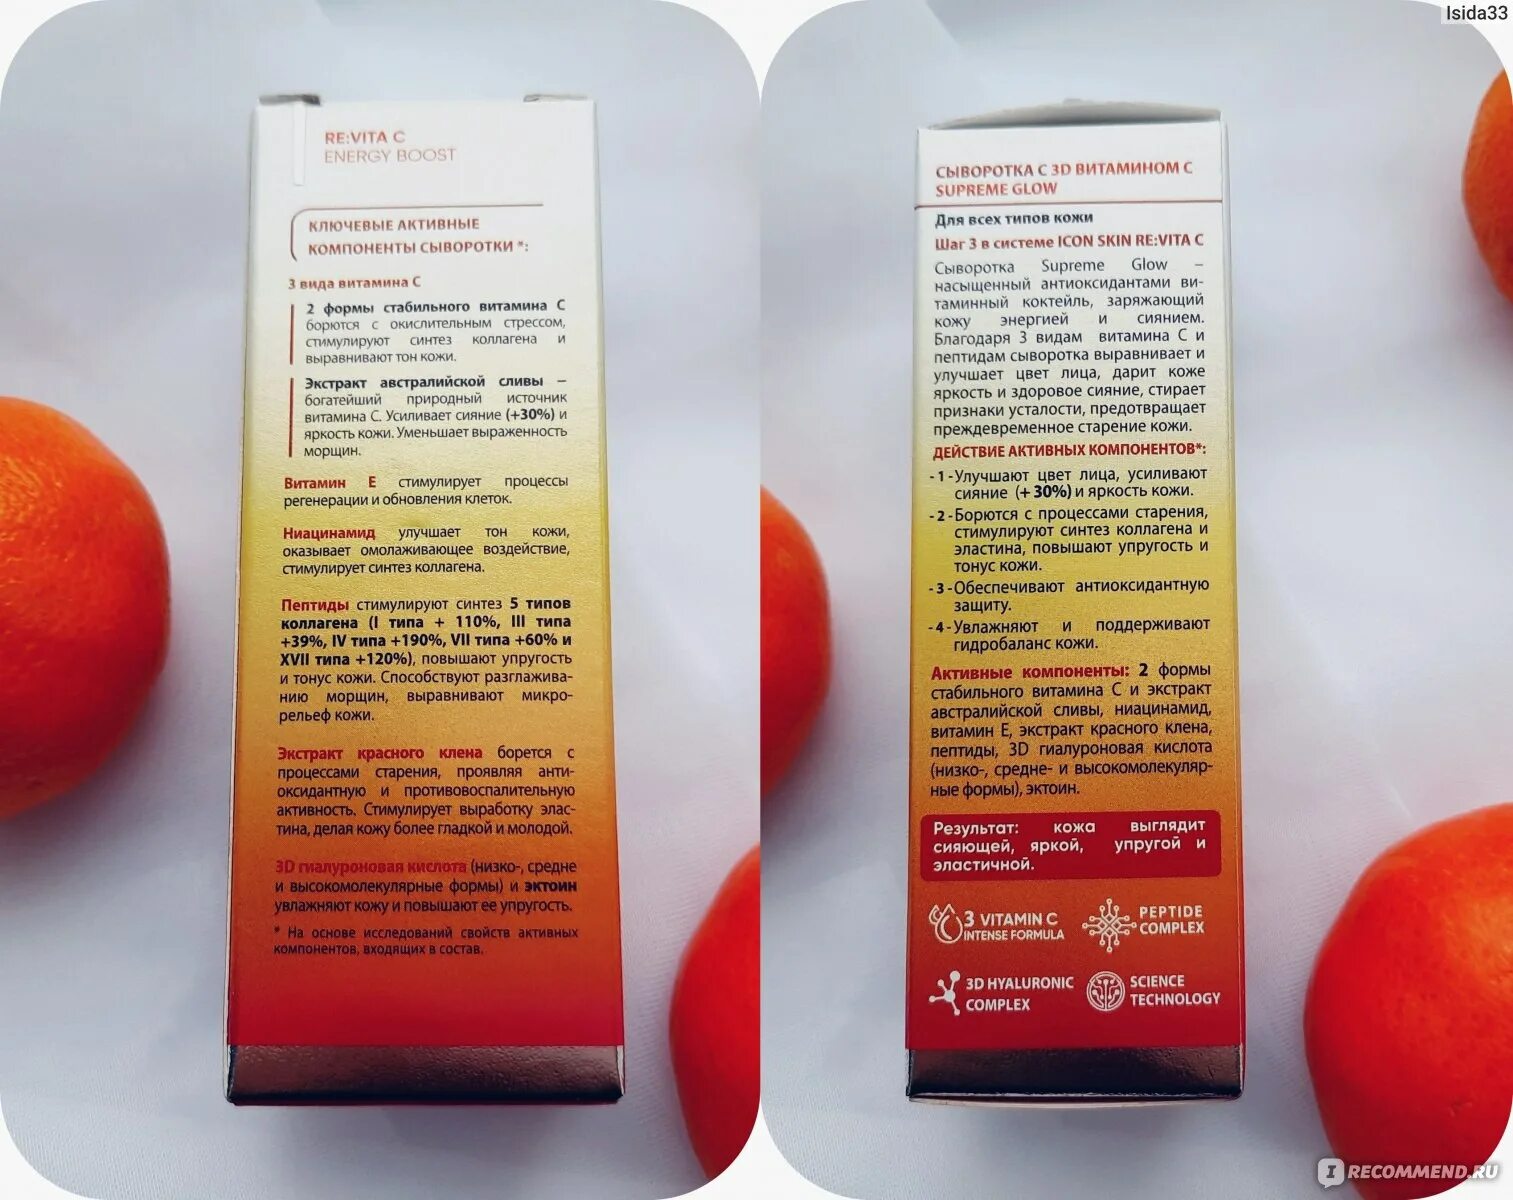 RE:VITA C
ENERGY BOOST
КЛЮЧЕВЫЕ АКТИВНЫЕ
КОМПОНЕНТЫ СЫВОРОТКИ *:
3 вида витамина С
2 формы стабильного витамина С
борются с окислительным стрессом,
стимулируют синтез коллагена и
выравнивают тон кожи.
Экстракт австралийской сливы –
богатейший природный источник
витамина С. Усиливает сияние (+30%) и
яркость кожи. Уменьшает выраженность
морщин.
Витамин Е стимулирует процессы
регенерации и обновления клеток.
Ниацинамид улучшает тон кожи,
оказывает омолаживающее воздействие,
стимулирует синтез коллагена.
Пептиды стимулируют синтез 5 типов
коллагена (I типа + 110%, III типа
+39%, IV типа +190%, VII типа +60% и
XVII типа +120%), повышают упругость
и тонус кожи. Способствуют разглажива-
нию морщин, выравнивают микро-
рельеф кожи.
Экстракт красного клена борется с
процессами старения, проявляя анти-
оксидантную и противовоспалительную
активность. Стимулирует выработку элас-
тина, делая кожу более гладкой и молодой.
3D гиалуроновая кислота (низко-, средне
и высокомолекулярные формы) и эктоин
увлажняют кожу и повышают ее упругость.
* На основе исследований свойств активных
компонентов, входящих в состав.
Isida33
СЫВОРОТКА С 3D ВИТАМИНОМ С
SUPREME GLOW
Для всех типов кожи
Шаг 3 в системе ICON SKIN RE:VITA C
Сыворотка Supreme Glow –
насыщенный антиоксидантами ви-
таминный коктейль, заряжающий
кожу энергией и сиянием.
Благодаря 3 видам витамина С и
пептидам сыворотка выравнивает и
улучшает цвет лица, дарит коже
яркость и здоровое сияние, стирает
признаки усталости, предотвращает
преждевременное старение кожи.
ДЕЙСТВИЕ АКТИВНЫХ КОМПОНЕНТОВ*:
- 1 - Улучшают цвет лица, усиливают
сияние (+ 30%) и яркость кожи.
- 2 - Борются с процессами старения,
стимулируют синтез коллагена и
эластина, повышают упругость и
тонус кожи.
- 3 - Обеспечивают антиоксидантную
защиту.
- 4 - Увлажняют и поддерживают
гидробаланс кожи.
Активные компоненты: 2 формы
стабильного витамина С и экстракт
австралийской сливы, ниацинамид,
витамин Е, экстракт красного клена,
пептиды, 3D гиалуроновая кислота
(низко-, средне- и высокомолекуляр-
ные формы), эктоин.
Результат: кожа выглядит
сияющей, яркой, упругой и
эластичной.
3 VITAMIN C
INTENSE FORMULA
PEPTIDE
COMPLEX
3D HYALURONIC
COMPLEX
SCIENCE
TECHNOLOGY
I RECOMMEND.RU